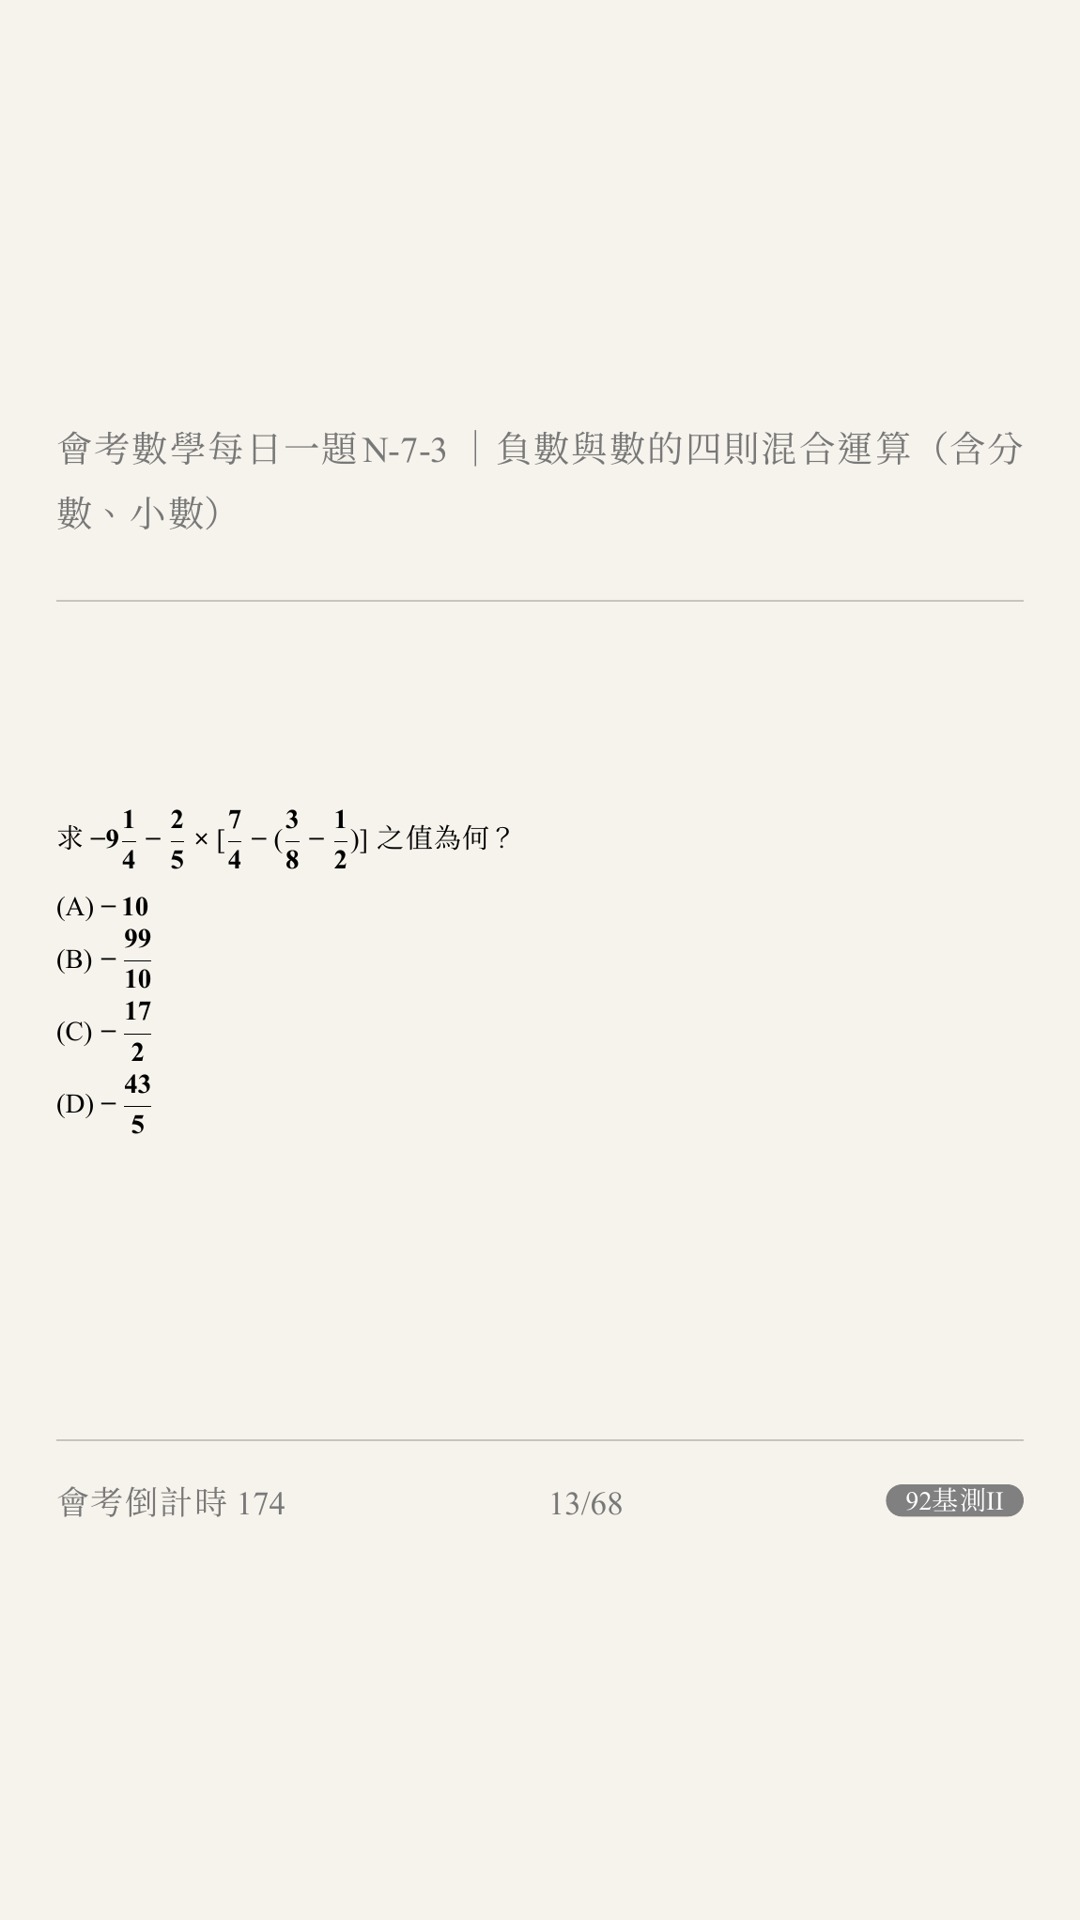 會考數學每日一題N-7-3｜負數與數的四則混合運算（含分
數、小數）
求 −9 1/4 − 2/5 × [7/4 − (3/8 − 1/2)] 之值為何？
(A) − 10
(B) − 99/10
(C) − 17/2
(D) − 43/5
會考倒計時 174 13/68 92基測II